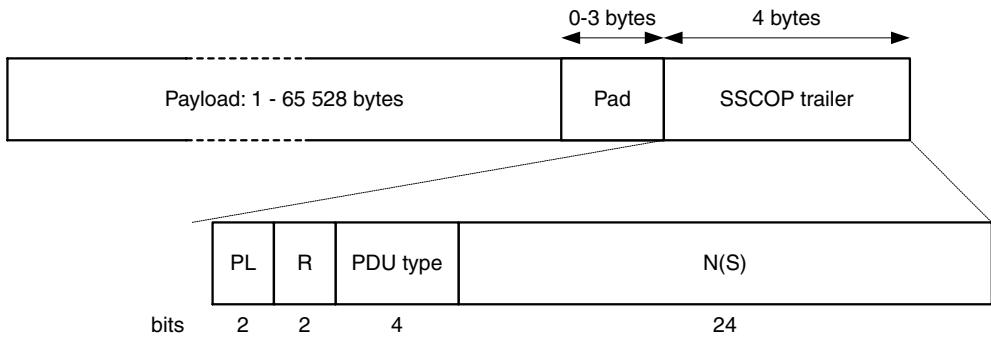 0-3 bytes 4 bytes
Payload: 1 - 65 528 bytes Pad SSCOP trailer
PL R PDU type N(S)
bits 2 2 4 24